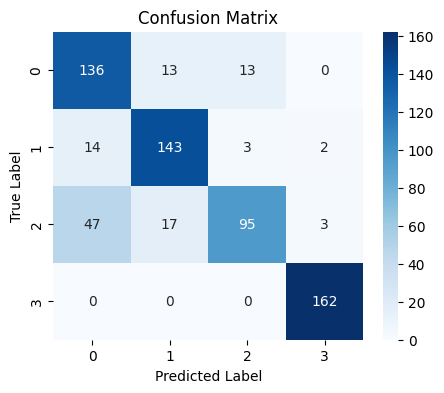 Confusion Matrix
True Label
0 136 13 13 0
1 14 143 3 2
2 47 17 95 3
3 0 0 0 162
0 1 2 3
Predicted Label
160
140
120
100
80
60
40
20
0